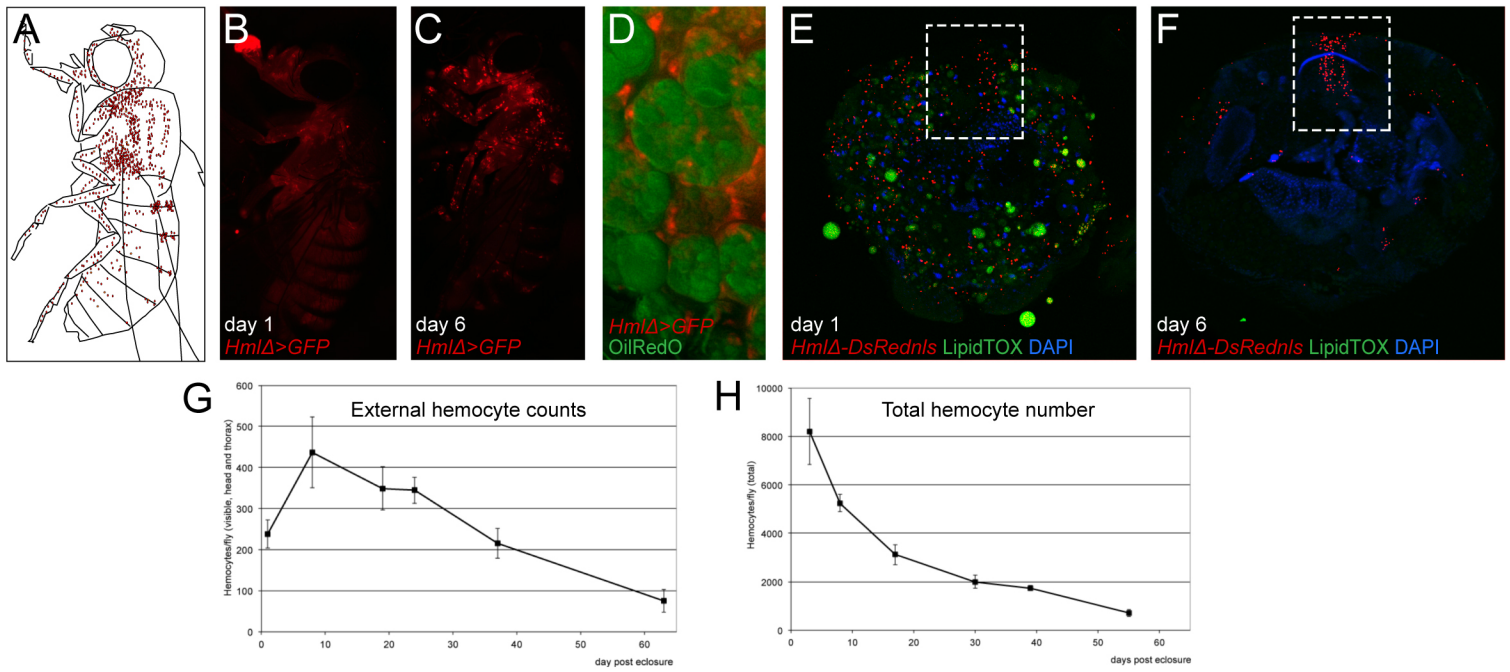 A
B
day 1
HmlΔ>GFP
C
day 6
HmlΔ>GFP
D
HmlΔ>GFP
OilRedO
E
day 1
HmlΔ-DsRednls LipidTOX DAPI
F
day 6
HmlΔ-DsRednls LipidTOX DAPI
G
External hemocyte counts
Hemocytes/fly (visible, head and thorax)
600
500
400
300
200
100
0
0 10 20 30 40 50 60
day post eclosure
H
Total hemocyte number
Hemocytes/fly (total)
10000
8000
6000
4000
2000
0
0 10 20 30 40 50 60
days post eclosure